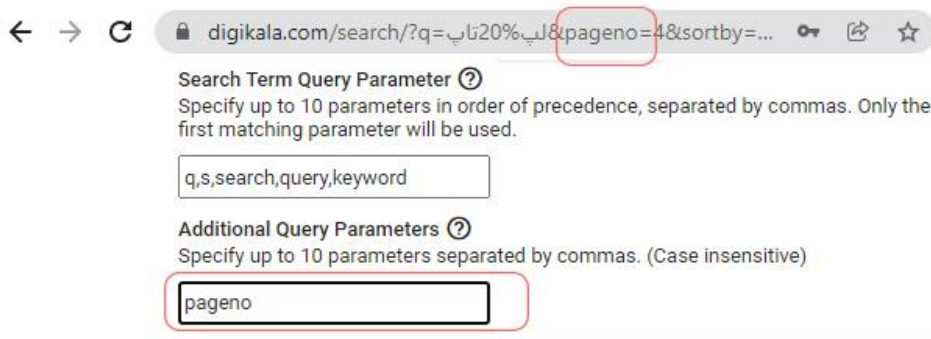 digikala.com/search/?q=لپ%20تاپ&pageno=4&sortby=...
Search Term Query Parameter ?
Specify up to 10 parameters in order of precedence, separated by commas. Only the
first matching parameter will be used.
q,s,search,query,keyword
Additional Query Parameters ?
Specify up to 10 parameters separated by commas. (Case insensitive)
pageno